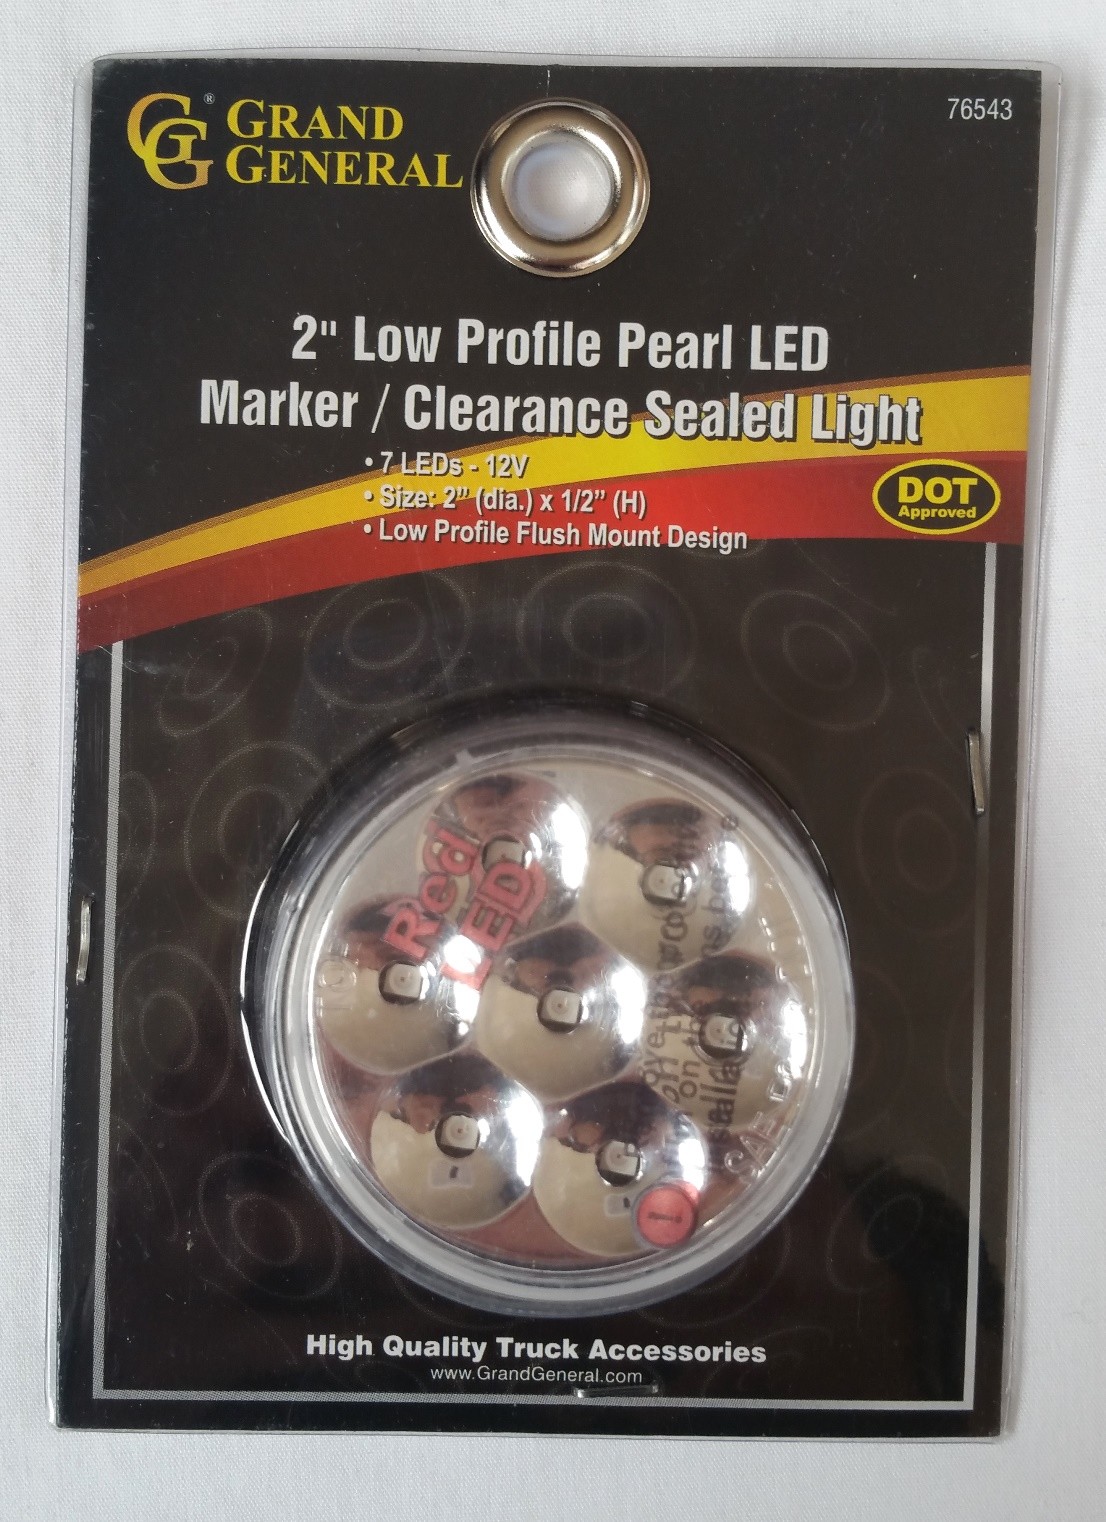 GG® GRAND
GENERAL
76543
2" Low Profile Pearl LED
Marker / Clearance Sealed Light
• 7 LEDs - 12V
• Size: 2" (dia.) x 1/2" (H)
• Low Profile Flush Mount Design
DOT
Approved
Red
LED
SAE
High Quality Truck Accessories
www.GrandGeneral.com